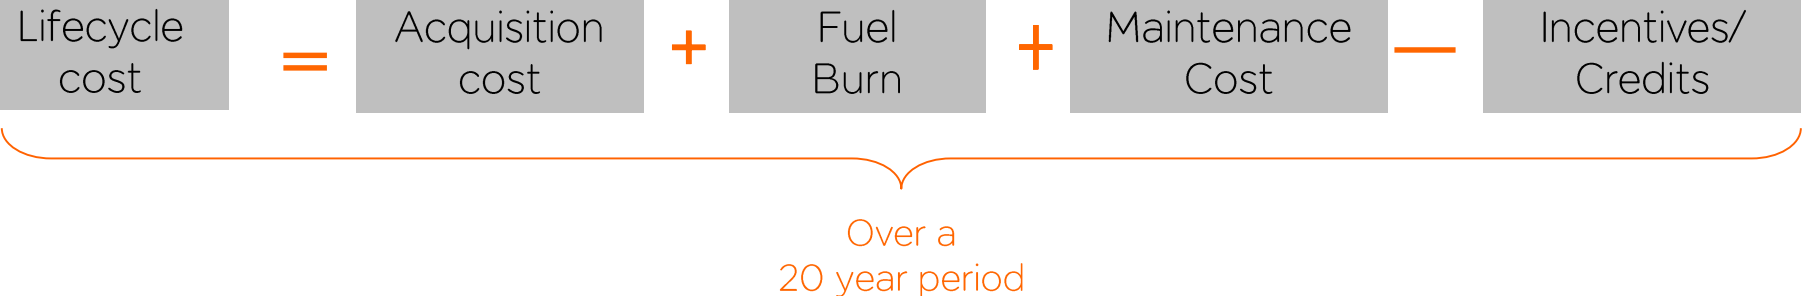 Lifecycle
cost
=
Acquisition
cost
+
Fuel
Burn
+
Maintenance
Cost
—
Incentives/
Credits
Over a
20 year period